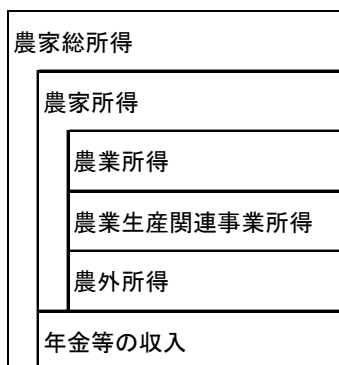 農家総所得
農家所得
農業所得
農業生産関連事業所得
農外所得
年金等の収入